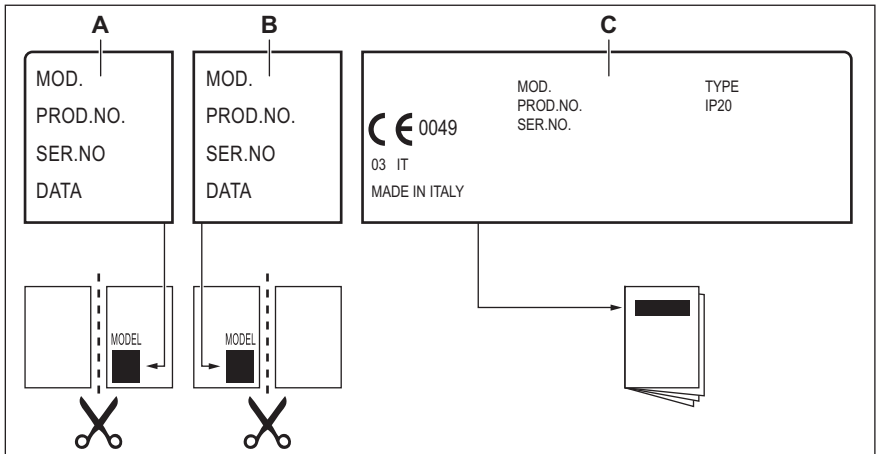 A
B
C
MOD.
PROD.NO.
SER.NO
DATA
MOD.
PROD.NO.
SER.NO
DATA
MOD.
PROD.NO.
SER.NO.
TYPE
IP20
CE 0049
03 IT
MADE IN ITALY
MODEL
MODEL